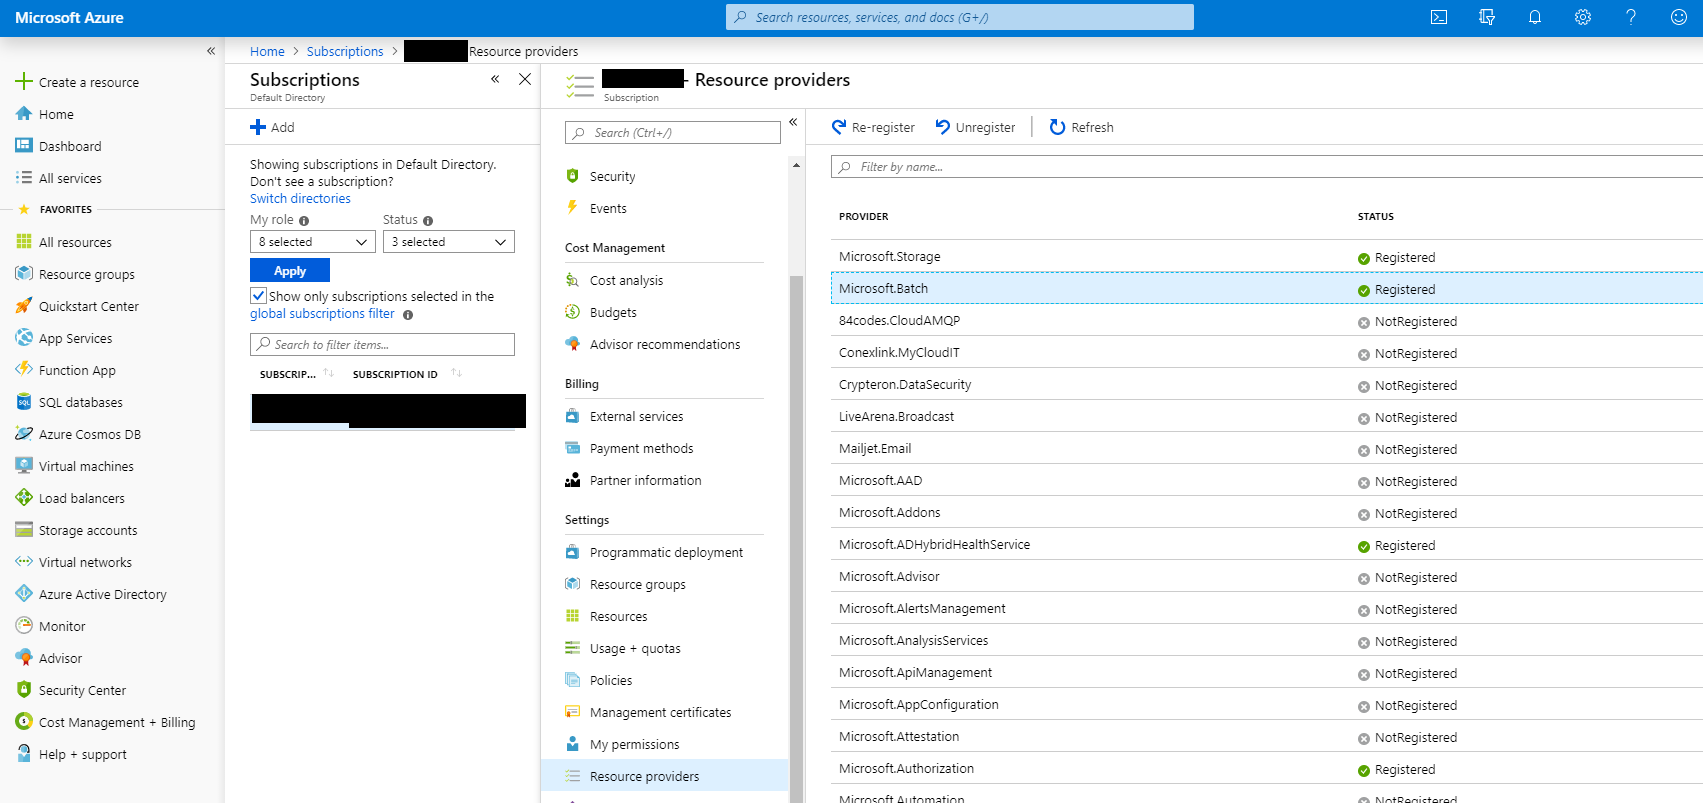 Microsoft Azure
Search resources, services, and docs (G+/)
Home > Subscriptions > Resource providers
Create a resource
Home
Dashboard
All services
FAVORITES
All resources
Resource groups
Quickstart Center
App Services
Function App
SQL databases
Azure Cosmos DB
Virtual machines
Load balancers
Storage accounts
Virtual networks
Azure Active Directory
Monitor
Advisor
Security Center
Cost Management + Billing
Help + support
Subscriptions
Default Directory
Add
Showing subscriptions in Default Directory.
Don't see a subscription?
Switch directories
My role Status
8 selected 3 selected
Apply
Show only subscriptions selected in the
global subscriptions filter
Search to filter items...
SUBSCRIP... SUBSCRIPTION ID
- Resource providers
Subscription
Search (Ctrl+/)
Security
Events
Cost Management
Cost analysis
Budgets
Advisor recommendations
Billing
External services
Payment methods
Partner information
Settings
Programmatic deployment
Resource groups
Resources
Usage + quotas
Policies
Management certificates
My permissions
Resource providers
Re-register Unregister Refresh
Filter by name...
PROVIDER STATUS
Microsoft.Storage Registered
Microsoft.Batch Registered
84codes.CloudAMQP NotRegistered
Conexlink.MyCloudIT NotRegistered
Crypteron.DataSecurity NotRegistered
LiveArena.Broadcast NotRegistered
Mailjet.Email NotRegistered
Microsoft.AAD NotRegistered
Microsoft.Addons NotRegistered
Microsoft.ADHybridHealthService Registered
Microsoft.Advisor NotRegistered
Microsoft.AlertsManagement NotRegistered
Microsoft.AnalysisServices NotRegistered
Microsoft.ApiManagement NotRegistered
Microsoft.AppConfiguration NotRegistered
Microsoft.Attestation NotRegistered
Microsoft.Authorization Registered
Microsoft.Automation NotRegistered